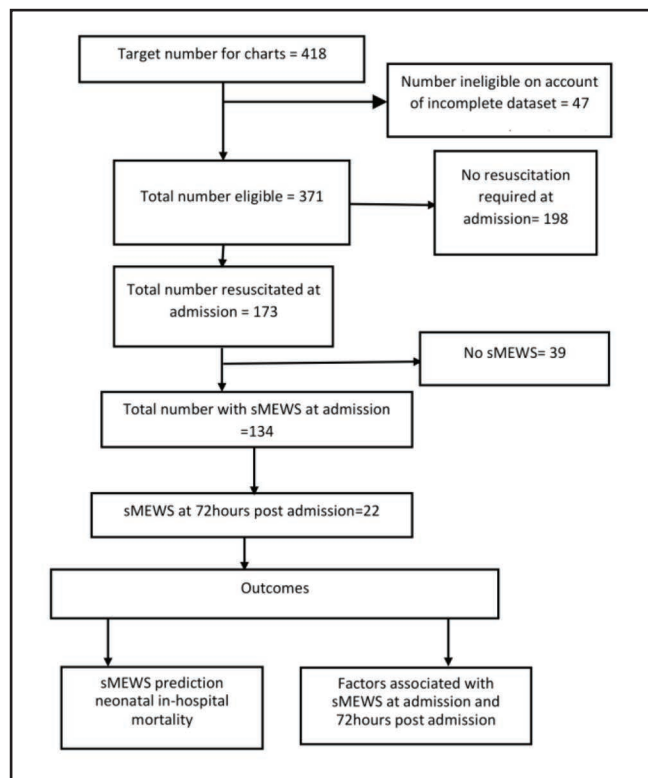 Target number for charts = 418
Number ineligible on account
of incomplete dataset = 47
Total number eligible = 371
No resuscitation
required at
admission= 198
Total number resuscitated at
admission = 173
No sMEWS= 39
Total number with sMEWS at admission
=134
sMEWS at 72hours post admission=22
Outcomes
sMEWS prediction
neonatal in-hospital
mortality
Factors associated with
sMEWS at admission and
72hours post admission